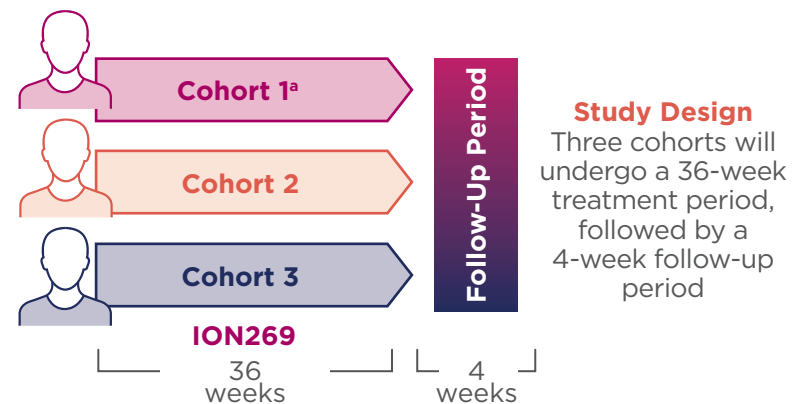 Cohort 1ª
Cohort 2
Cohort 3
ION269
36
weeks
Follow-Up Period
4
weeks
Study Design
Three cohorts will
undergo a 36-week
treatment period,
followed by a
4-week follow-up
period